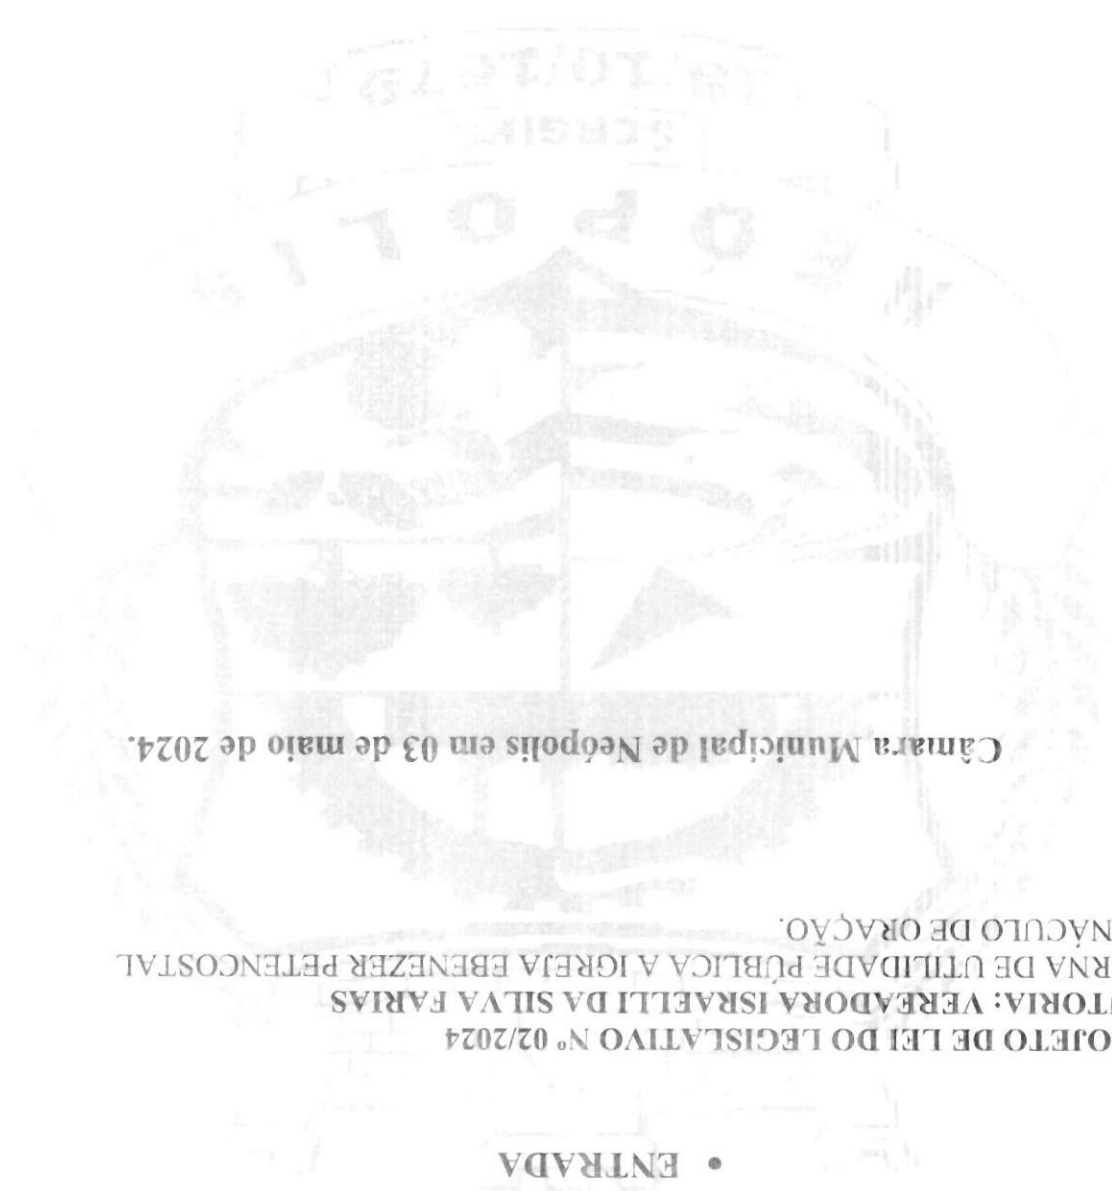 • ENTRADA
OJETO DE LEI DO LEGISLATIVO Nº 02/2024
TORIA: VEREADORA ISRAELLI DA SILVA FARIAS
RNA DE UTILIDADE PÚBLICA A IGREJA EBENEZER PETENCOSTAL
NÁCULO DE ORAÇÃO.
Câmara Municipal de Neópolis em 03 de maio de 2024.
NEÓPOLIS